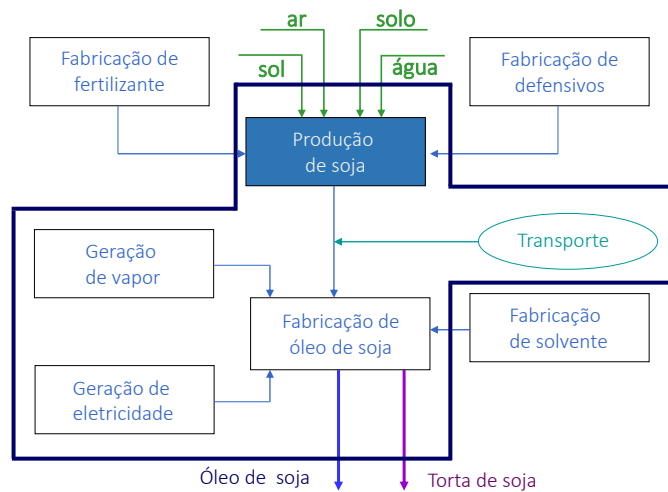 ar
solo
sol
água
Fabricação de
fertilizante
Fabricação de
defensivos
Produção
de soja
Geração
de vapor
Transporte
Fabricação de
óleo de soja
Fabricação
de solvente
Geração de
eletricidade
Óleo de soja
Torta de soja